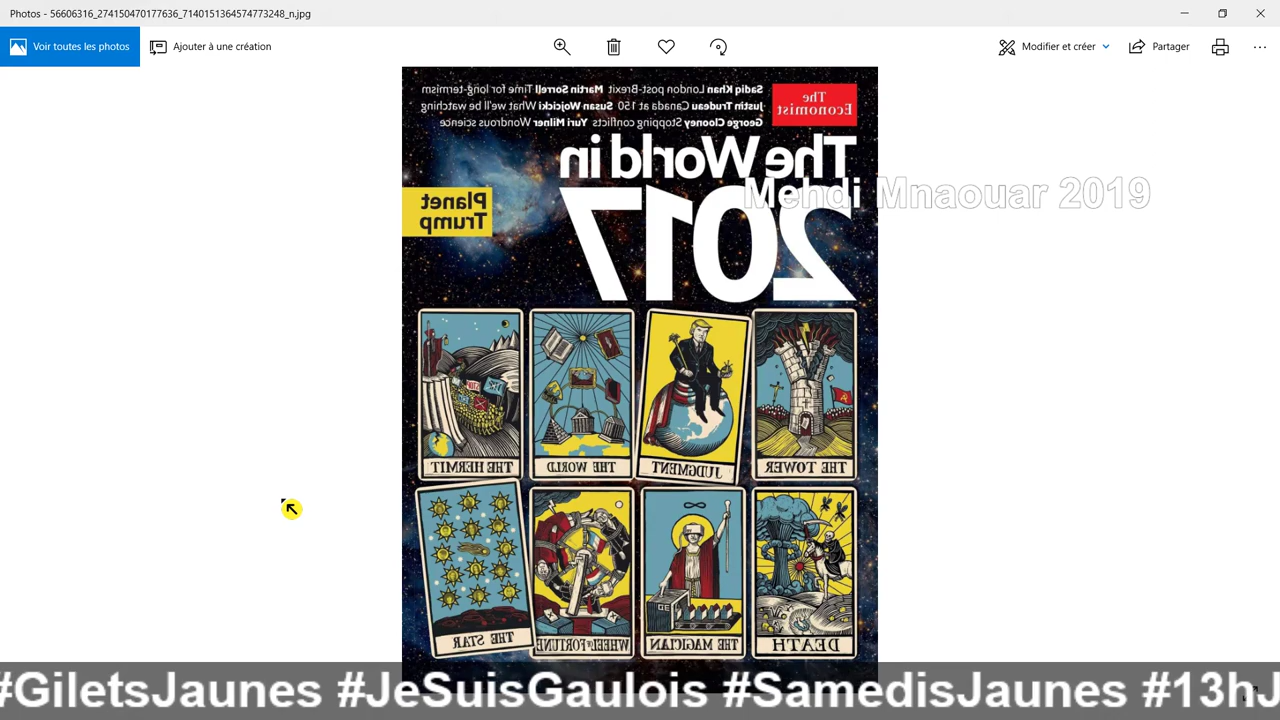 Photos - 56606316_274150470177636_7140151364574773248_n.jpg
Voir toutes les photos
Ajouter à une création
Modifier et créer
Partager
Sadiq Khan London post-Brexit Martin Sorrell Time for long-termism
Justin Trudeau Canada at 150 Susan Wojcicki What we'll be watching
George Clooney Stopping conflicts Yuri Milner Wondrous science
The
Economist
The World in
2017
Planet
Trump
Mehdi Mnaouar 2019
THE TOWER
JUDGMENT
THE WORLD
THE HERMIT
DEATH
THE MAGICIAN
WHEEL of FORTUNE
THE STAR
#GiletsJaunes #JeSuisGaulois #SamedisJaunes #13hJ